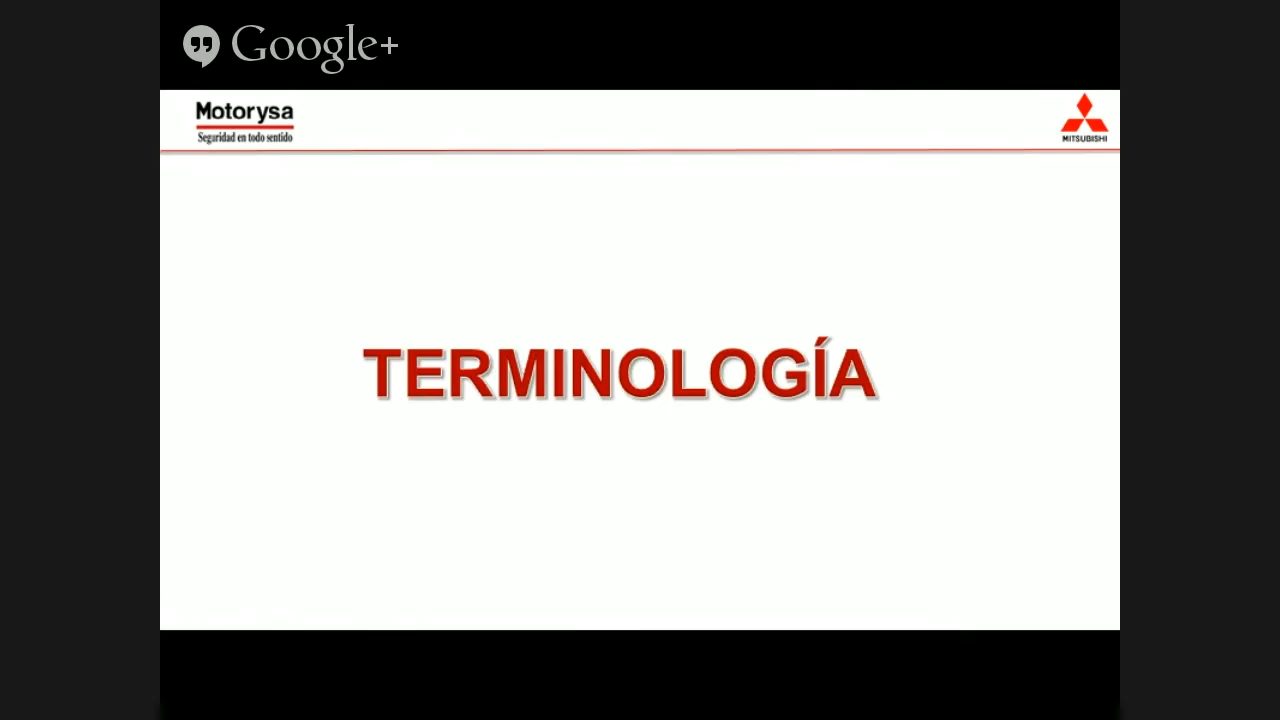 Google+
Motorysa
Seguridad en todo sentido
MITSUBISHI
TERMINOLOGÍA